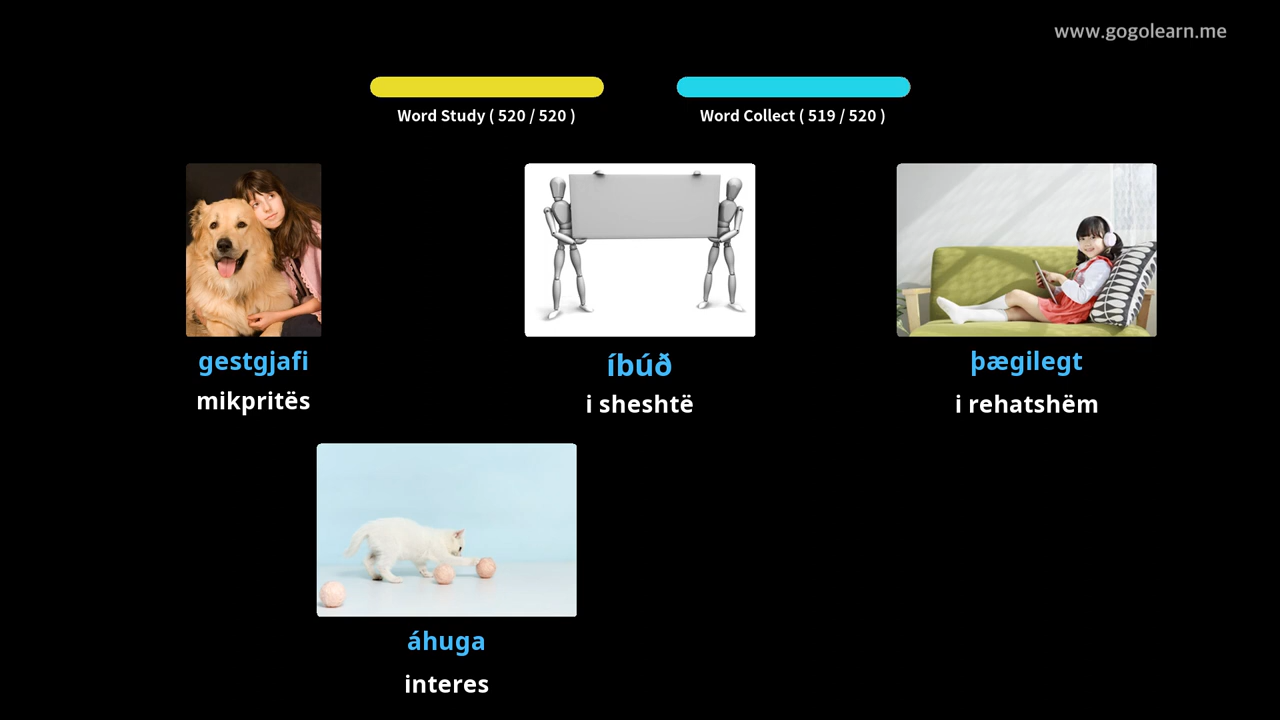 www.gogolearn.me
Word Study ( 520 / 520 )
Word Collect ( 519 / 520 )
gestgjafi
mikpritës
íbúð
i sheshtë
þægilegt
i rehatshëm
áhuga
interes